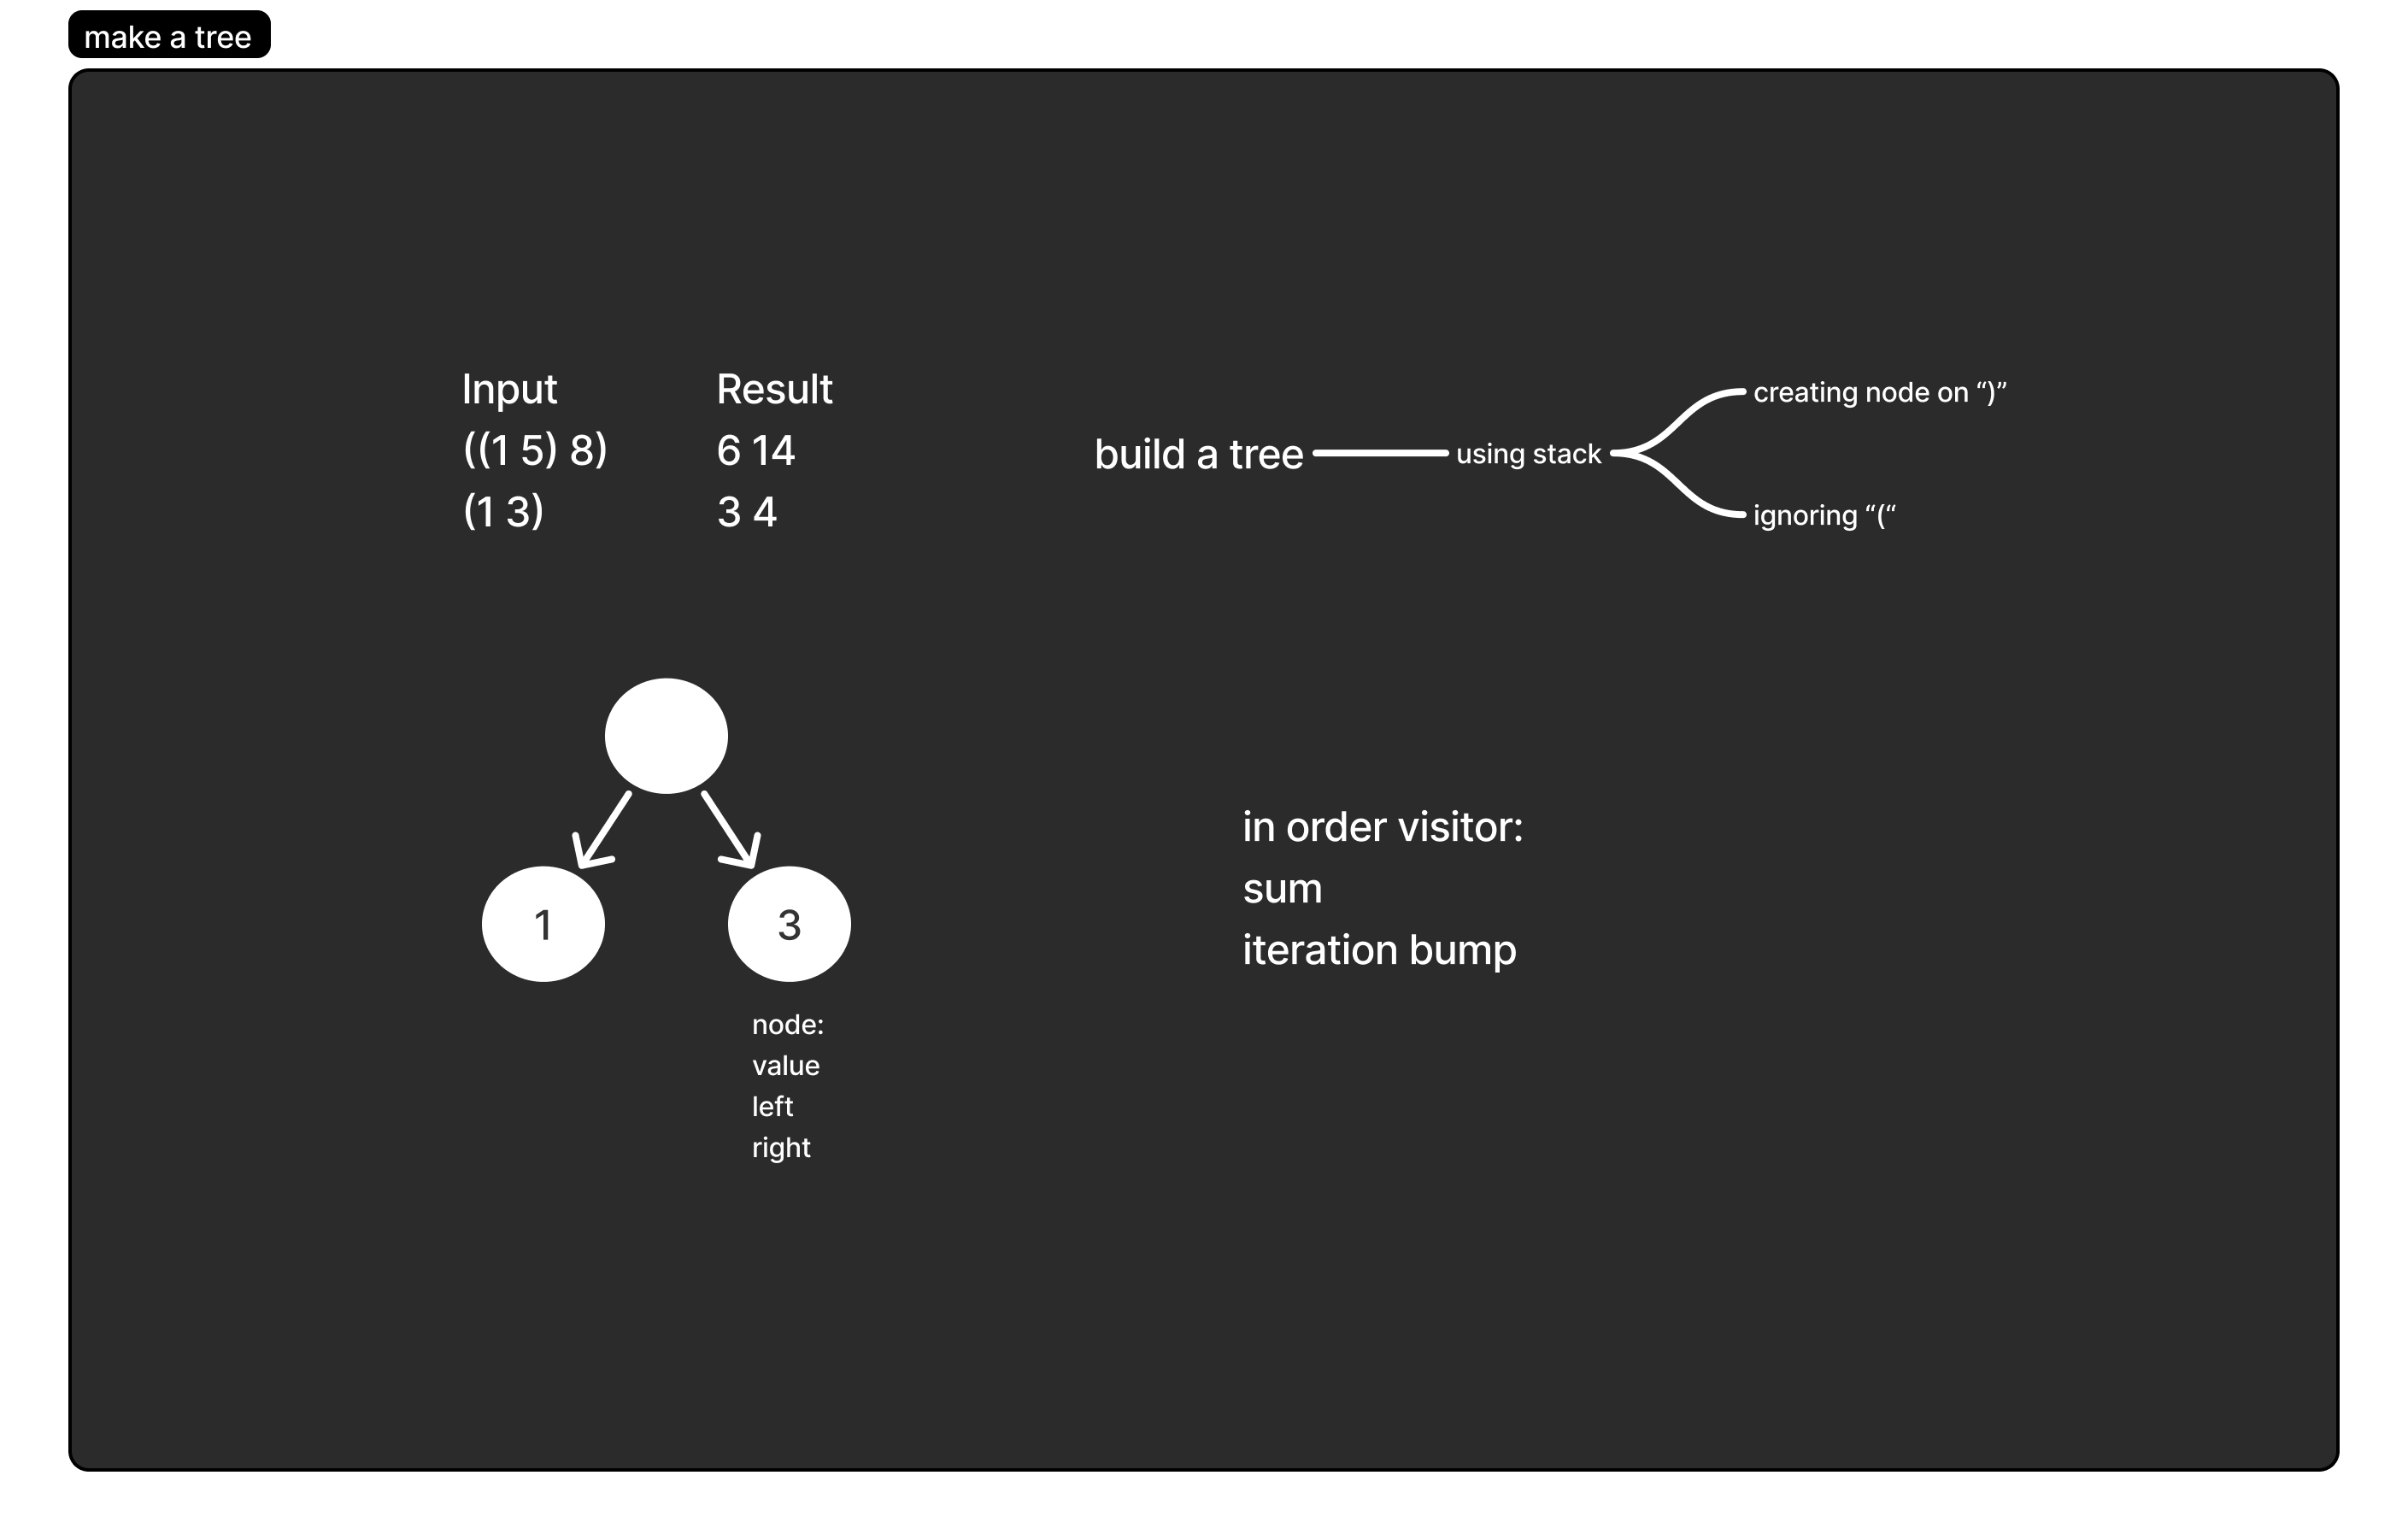 make a tree
Input Result
((1 5) 8) 6 14
(1 3) 3 4
build a tree
using stack
creating node on “)”
ignoring “(“
1
3
node:
value
left
right
in order visitor:
sum
iteration bump